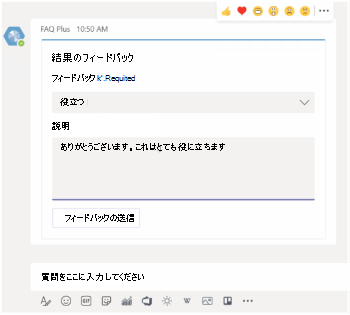 FAQ Plus 10:50 AM
結果のフィードバック
フィードバック k'.Requited
役立つ
説明
ありがとうございます。これはとても役に立ちます
フィードバックの送信
質問をここに入力してください
GIF